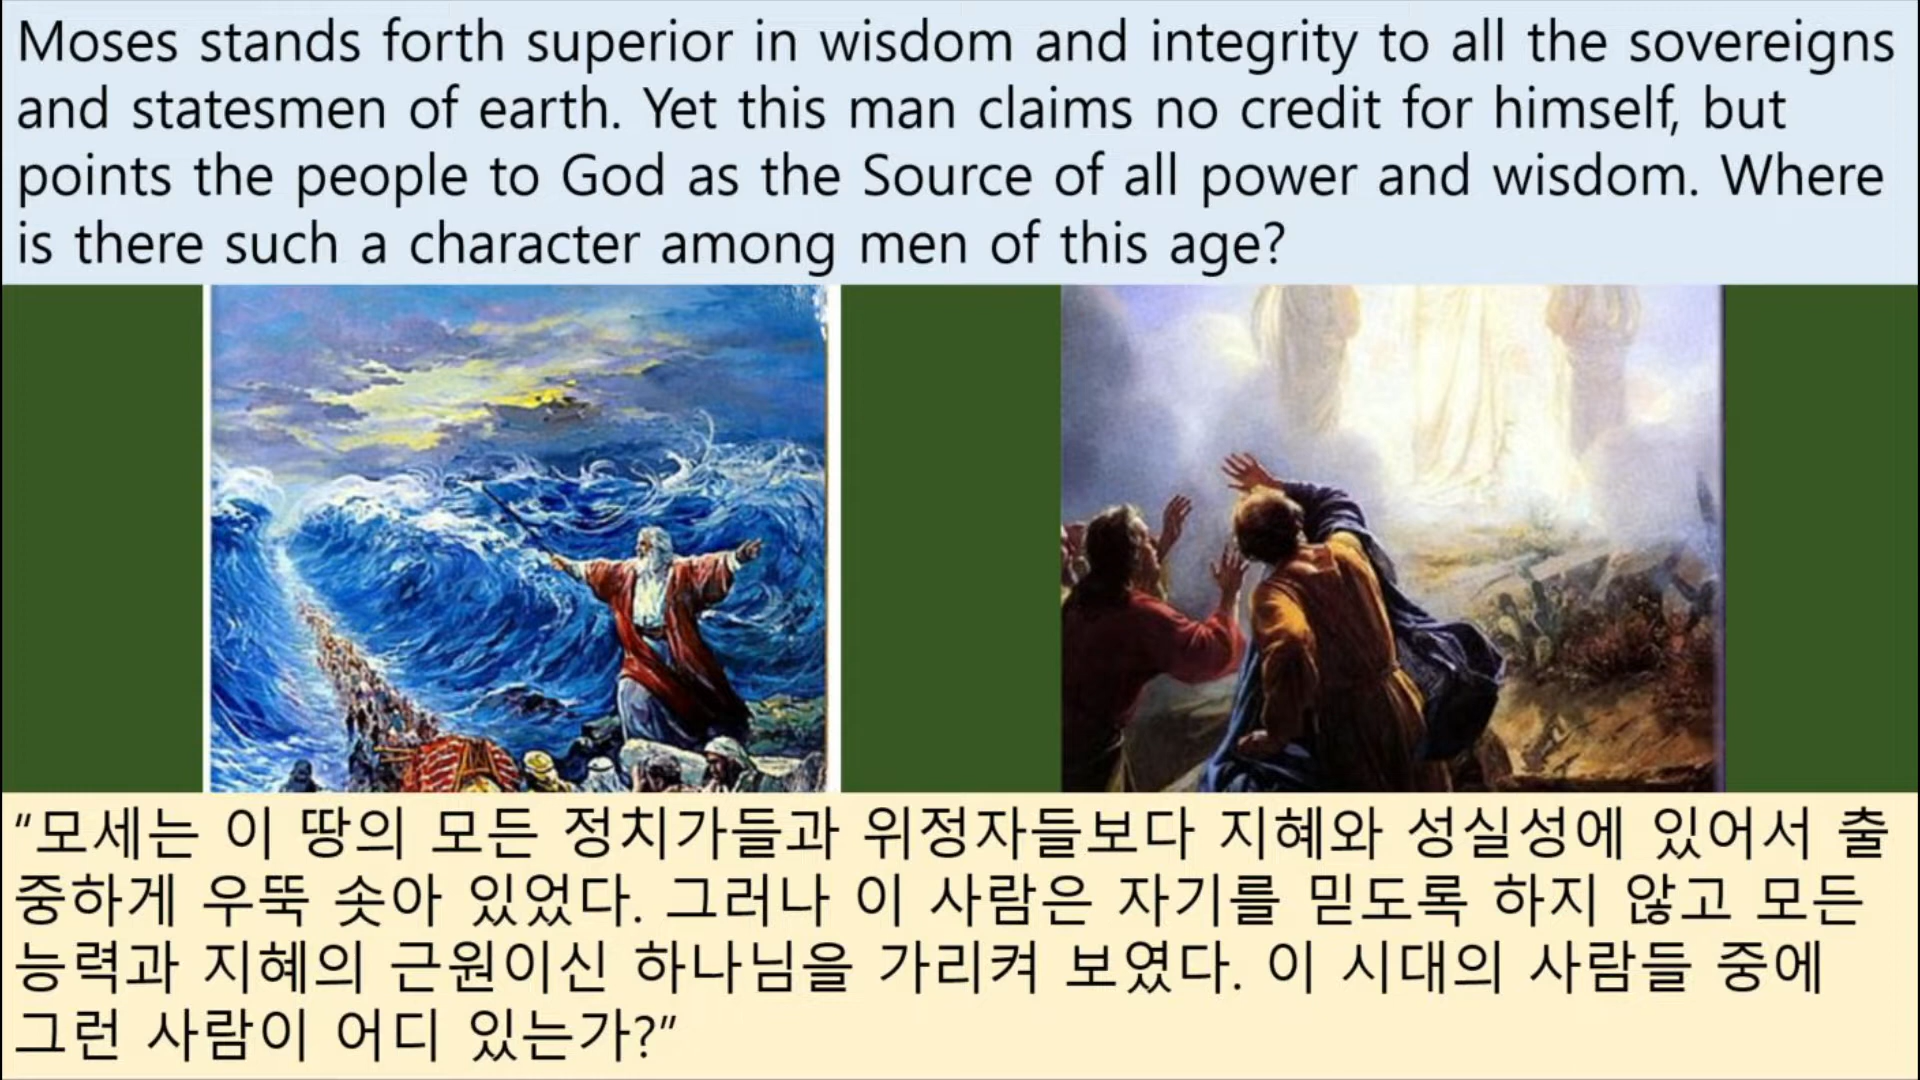 Moses stands forth superior in wisdom and integrity to all the sovereigns
and statesmen of earth. Yet this man claims no credit for himself, but
points the people to God as the Source of all power and wisdom. Where
is there such a character among men of this age?
“모세는 이 땅의 모든 정치가들과 위정자들보다 지혜와 성실성에 있어서 출
중하게 우뚝 솟아 있었다. 그러나 이 사람은 자기를 믿도록 하지 않고 모든
능력과 지혜의 근원이신 하나님을 가리켜 보였다. 이 시대의 사람들 중에
그런 사람이 어디 있는가?”